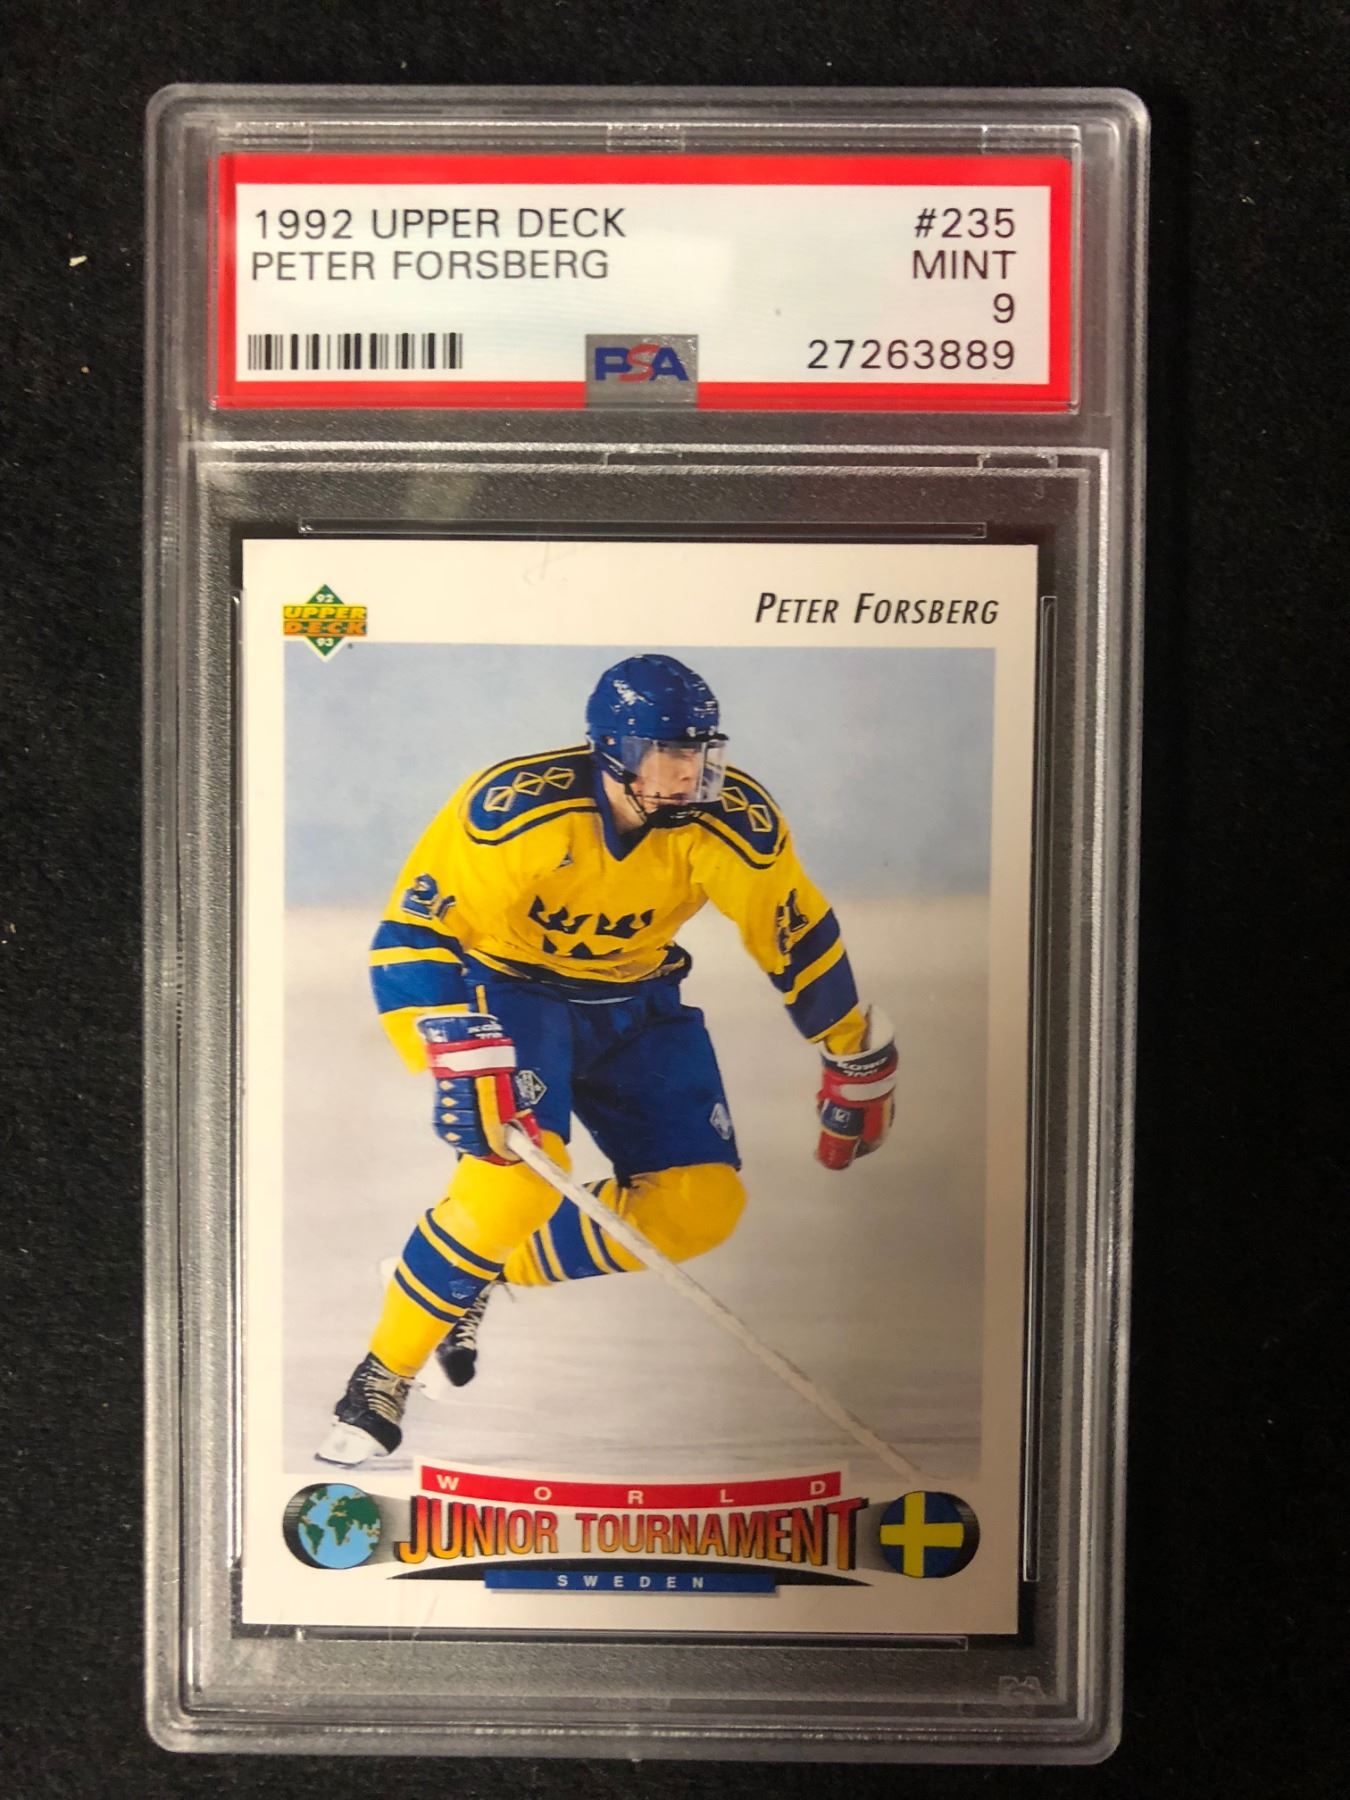 1992 UPPER DECK #235
PETER FORSBERG MINT
9
PSA 27263889
92
UPPER
DECK
93
PETER FORSBERG
WORLD
JUNIOR TOURNAMENT
SWEDEN